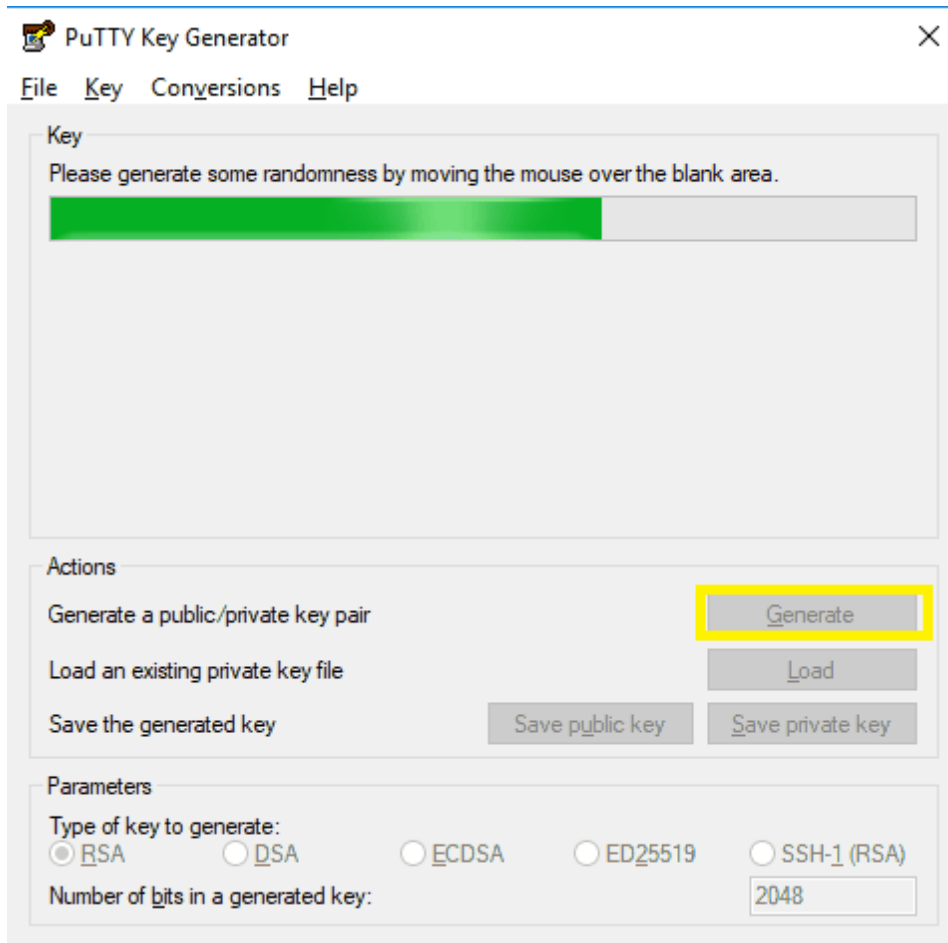 PuTTY Key Generator
File Key Conversions Help
Key
Please generate some randomness by moving the mouse over the blank area.
Actions
Generate a public/private key pair Generate
Load an existing private key file Load
Save the generated key Save public key Save private key
Parameters
Type of key to generate:
RSA DSA ECDSA ED25519 SSH-1 (RSA)
Number of bits in a generated key: 2048